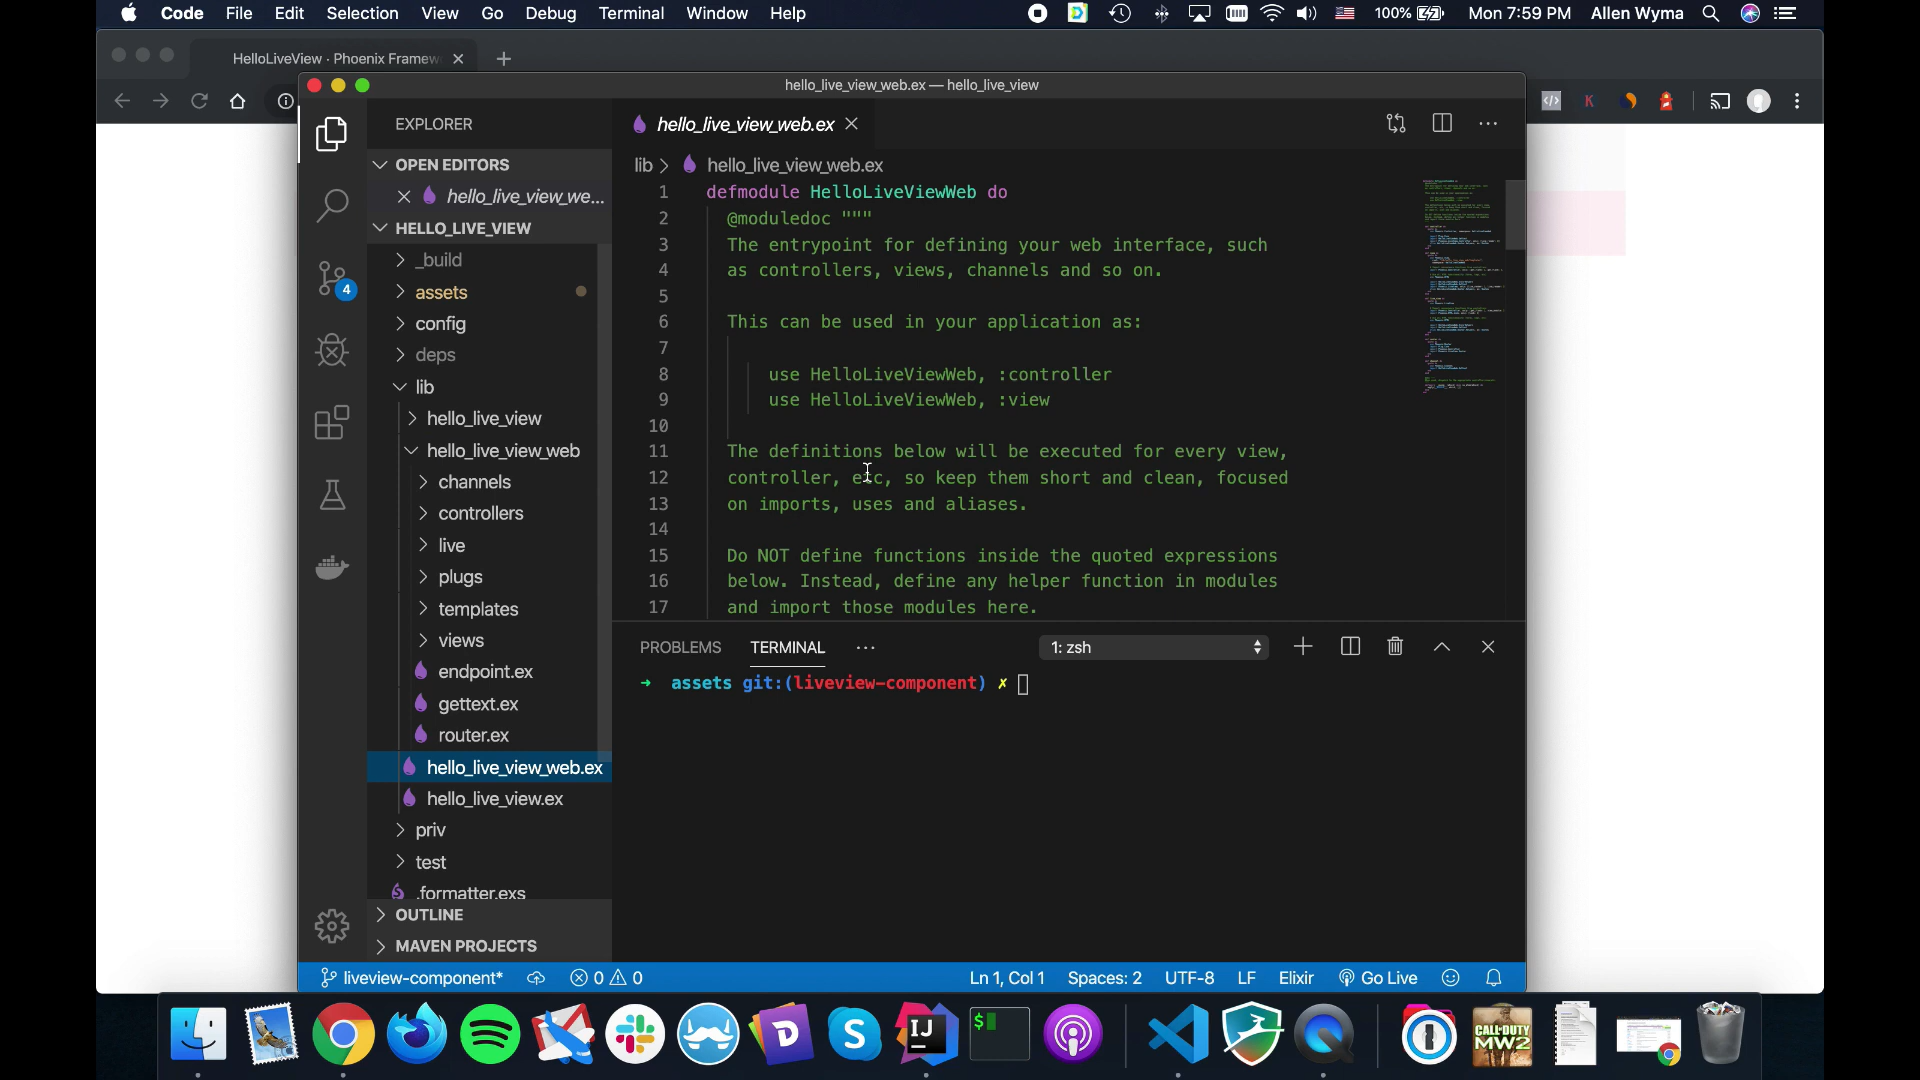 Code File Edit Selection View Go Debug Terminal Window Help 100% Mon 7:59 PM Allen Wyma
HelloLiveView · Phoenix Framew
hello_live_view_web.ex — hello_live_view
EXPLORER
hello_live_view_web.ex
OPEN EDITORS
hello_live_view_we...
HELLO_LIVE_VIEW
_build
assets
config
deps
lib
hello_live_view
hello_live_view_web
channels
controllers
live
plugs
templates
views
endpoint.ex
gettext.ex
router.ex
hello_live_view_web.ex
hello_live_view.ex
priv
test
.formatter.exs
OUTLINE
MAVEN PROJECTS
4
lib > hello_live_view_web.ex
1 defmodule HelloLiveViewWeb do
2 @moduledoc """
3 The entrypoint for defining your web interface, such
4 as controllers, views, channels and so on.
5
6 This can be used in your application as:
7
8 use HelloLiveViewWeb, :controller
9 use HelloLiveViewWeb, :view
10
11 The definitions below will be executed for every view,
12 controller, etc, so keep them short and clean, focused
13 on imports, uses and aliases.
14
15 Do NOT define functions inside the quoted expressions
16 below. Instead, define any helper function in modules
17 and import those modules here.
PROBLEMS TERMINAL ... 1: zsh
→ assets git:(liveview-component) ✗
liveview-component* 0 0 Ln 1, Col 1 Spaces: 2 UTF-8 LF Elixir Go Live
IJ
$
CALL OF DUTY
MW2